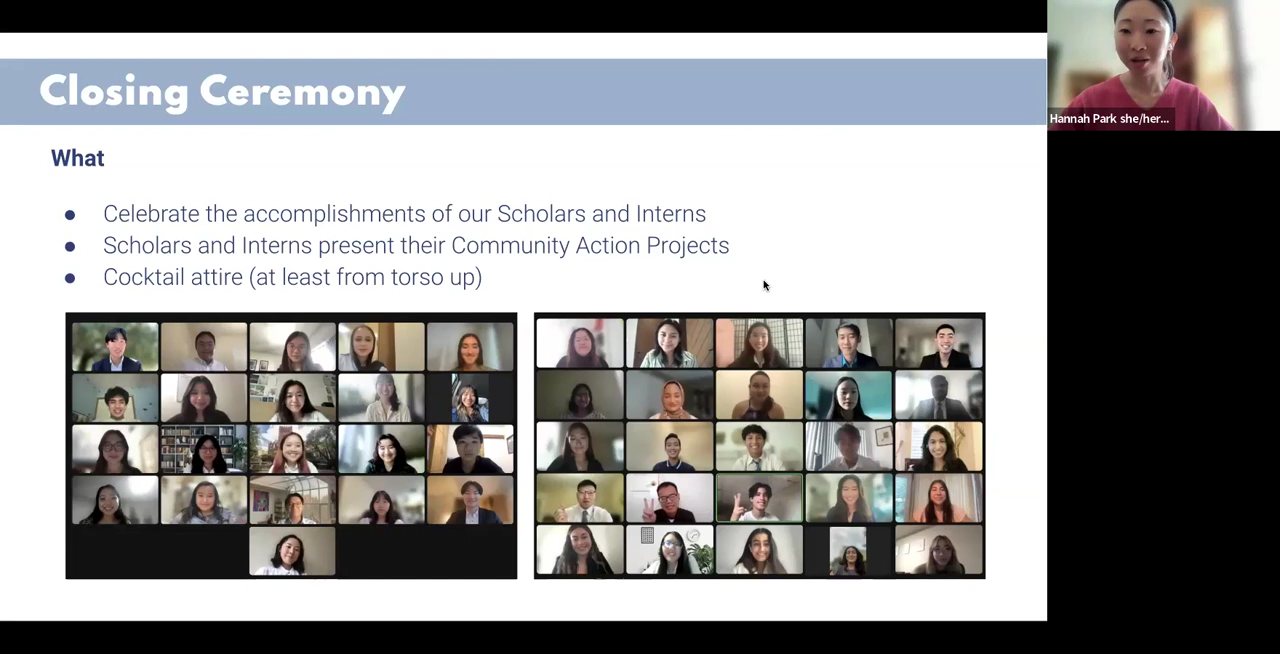 Closing Ceremony
What
● Celebrate the accomplishments of our Scholars and Interns
● Scholars and Interns present their Community Action Projects
● Cocktail attire (at least from torso up)
Hannah Park she/her...